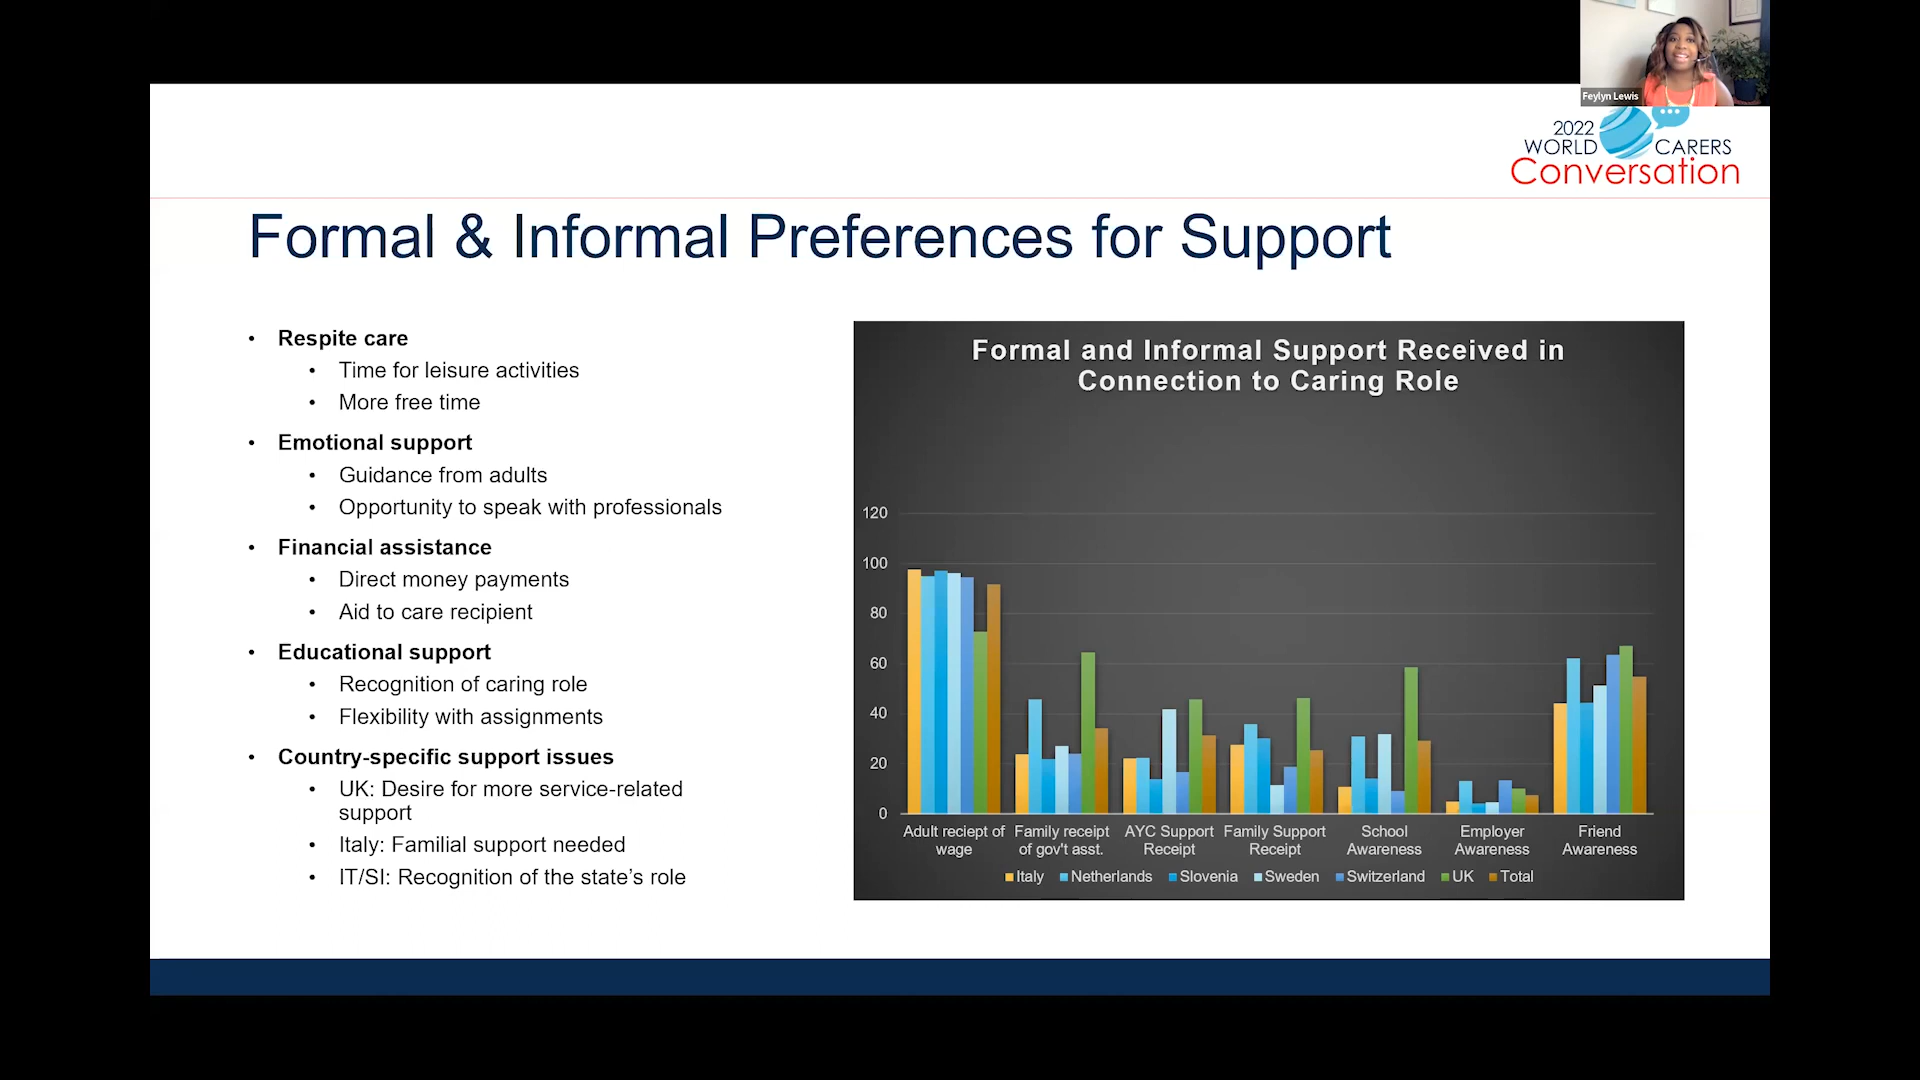 Feylyn Lewis
2022
WORLD CARERS
Conversation
Formal & Informal Preferences for Support
• Respite care
• Time for leisure activities
• More free time
• Emotional support
• Guidance from adults
• Opportunity to speak with professionals
• Financial assistance
• Direct money payments
• Aid to care recipient
• Educational support
• Recognition of caring role
• Flexibility with assignments
• Country-specific support issues
• UK: Desire for more service-related
support
• Italy: Familial support needed
• IT/SI: Recognition of the state’s role
Formal and Informal Support Received in
Connection to Caring Role
120
100
80
60
40
20
0
Adult reciept of
wage
Family receipt
of gov't asst.
AYC Support
Receipt
Family Support
Receipt
School
Awareness
Employer
Awareness
Friend
Awareness
Italy Netherlands Slovenia Sweden Switzerland UK Total